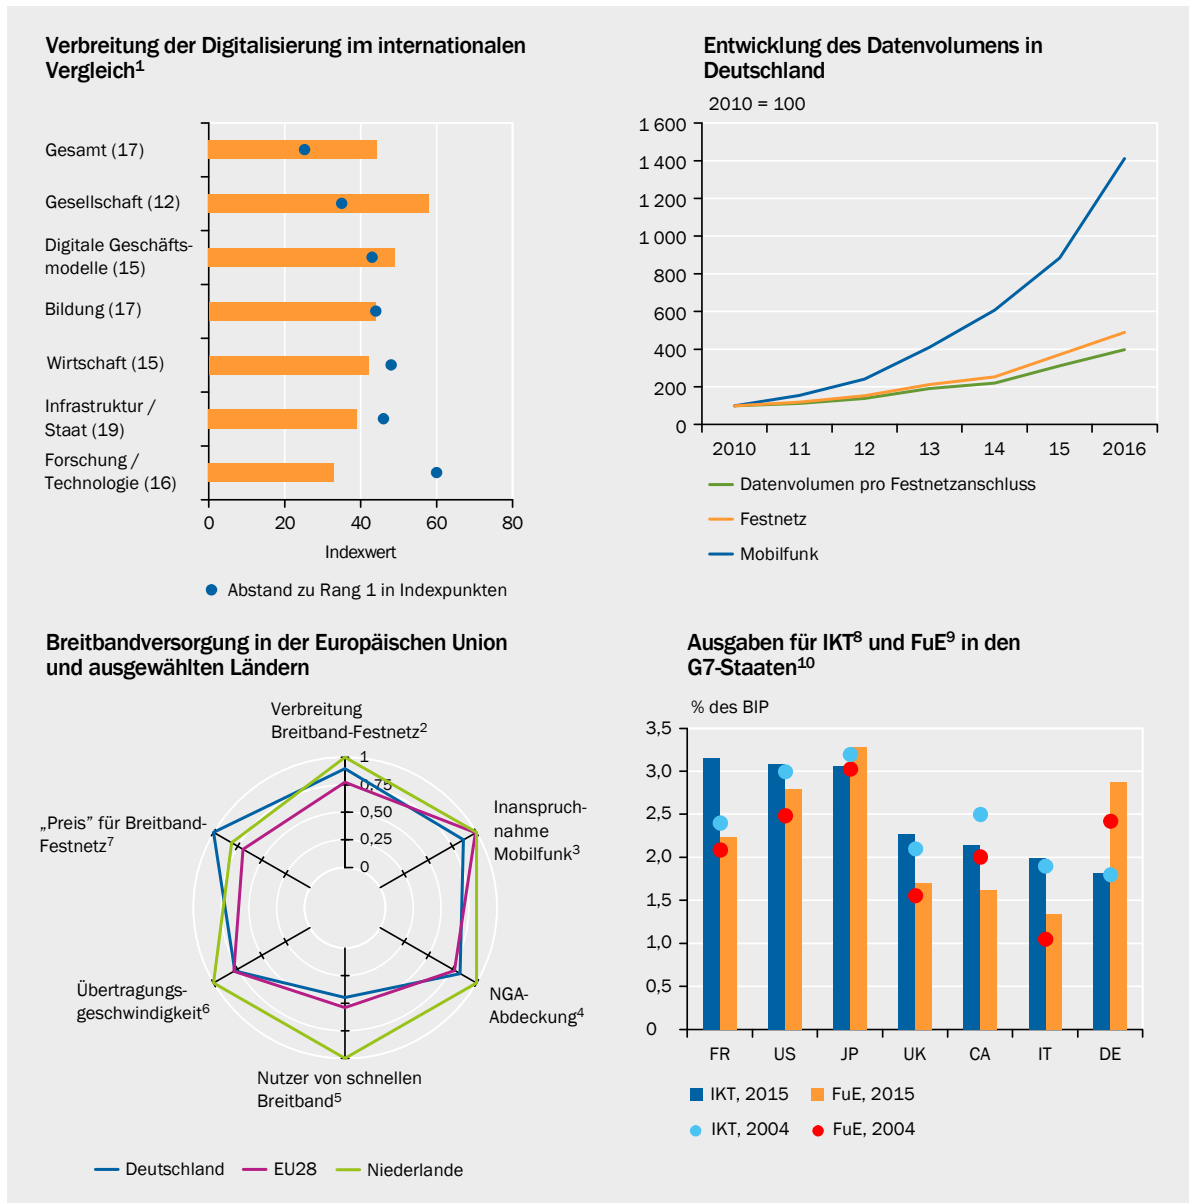 Verbreitung der Digitalisierung im internationalen
Vergleich¹
Gesamt (17)
Gesellschaft (12)
Digitale Geschäfts-
modelle (15)
Bildung (17)
Wirtschaft (15)
Infrastruktur /
Staat (19)
Forschung /
Technologie (16)
0 20 40 60 80
Indexwert
Abstand zu Rang 1 in Indexpunkten
Entwicklung des Datenvolumens in
Deutschland
2010 = 100
1 600
1 400
1 200
1 000
800
600
400
200
0
2010 11 12 13 14 15 2016
Datenvolumen pro Festnetzanschluss
Festnetz
Mobilfunk
Breitbandversorgung in der Europäischen Union
und ausgewählten Ländern
Verbreitung
Breitband-Festnetz²
1
0,75
0,50
0,25
0
Inanspruch-
nahme
Mobilfunk³
„Preis” für Breitband-
Festnetz⁷
Übertragungs-
geschwindigkeit⁶
NGA-
Abdeckung⁴
Nutzer von schnellen
Breitband⁵
Deutschland EU28 Niederlande
Ausgaben für IKT⁸ und FuE⁹ in den
G7-Staaten¹⁰
% des BIP
3,5
3,0
2,5
2,0
1,5
1,0
0,5
0
FR US JP UK CA IT DE
IKT, 2015 FuE, 2015
IKT, 2004 FuE, 2004